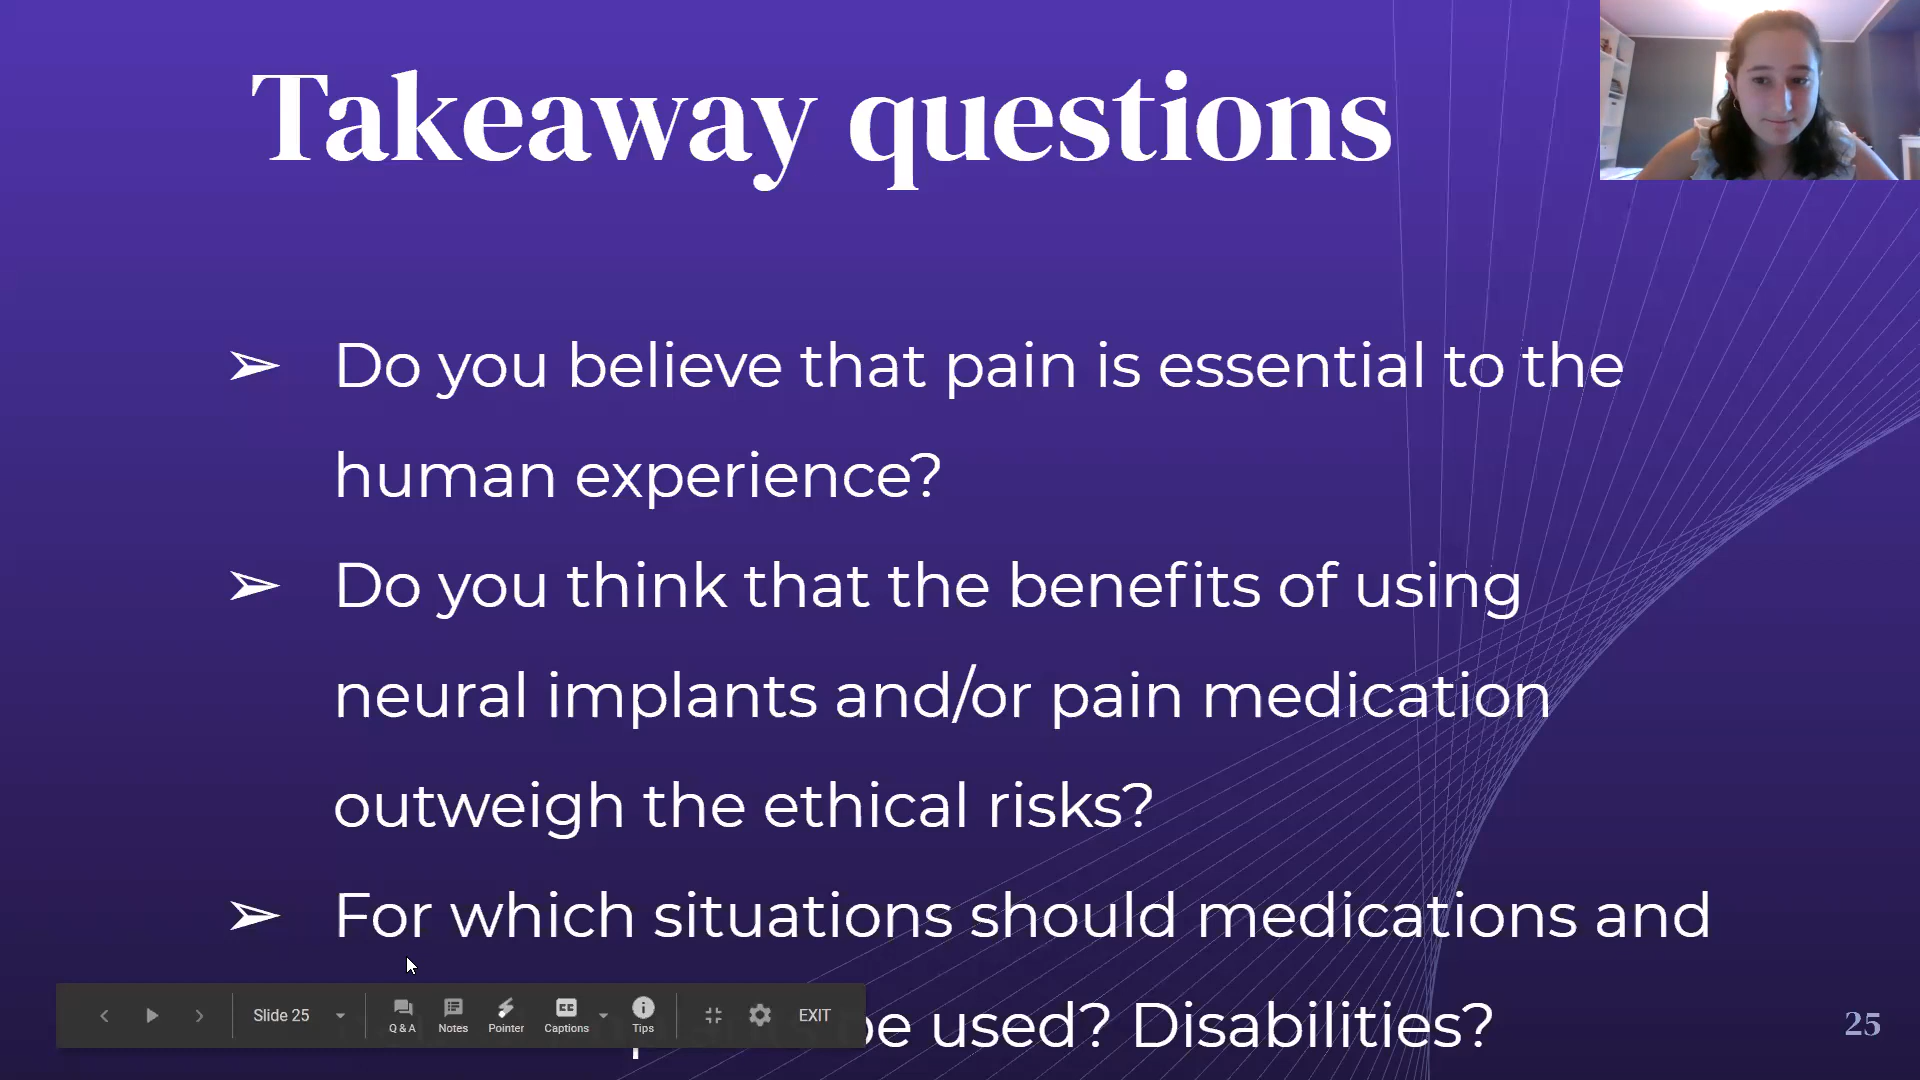 Takeaway questions
➢ Do you believe that pain is essential to the
human experience?
➢ Do you think that the benefits of using
neural implants and/or pain medication
outweigh the ethical risks?
➢ For which situations should medications and
be used? Disabilities?
Slide 25
Q & A
Notes
Pointer
CC
Captions
Tips
EXIT
25